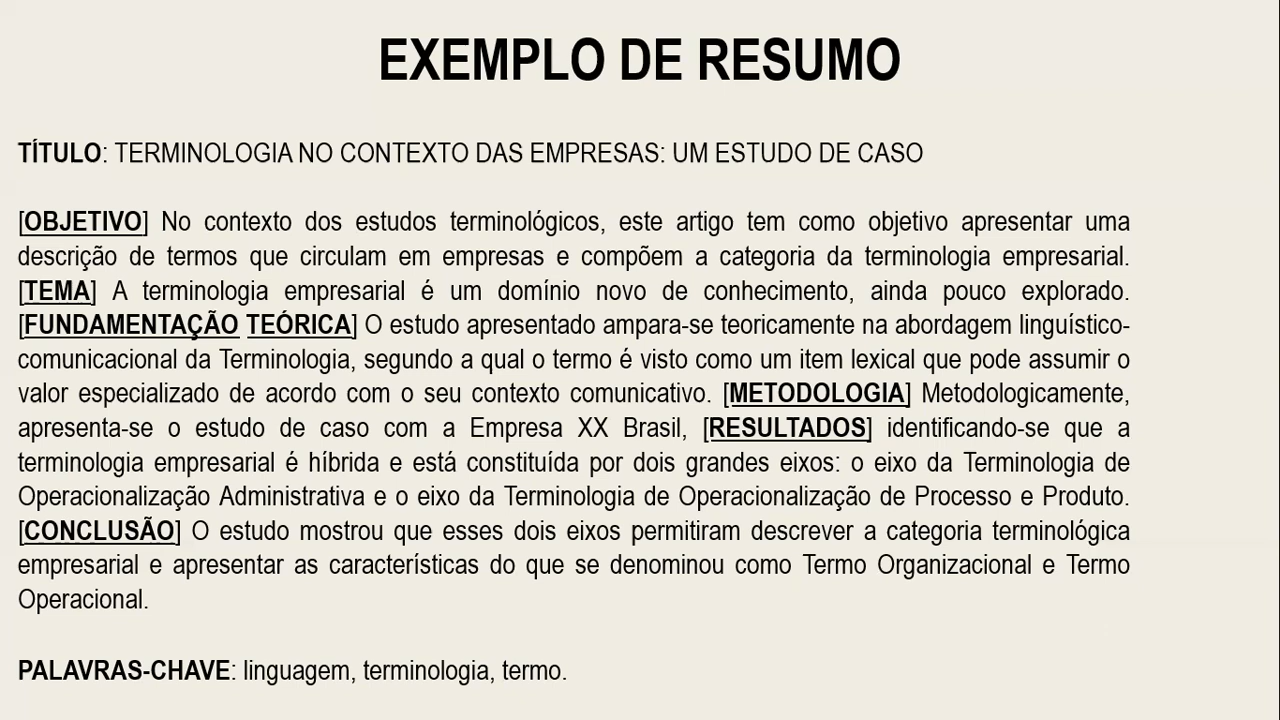 EXEMPLO DE RESUMO
TÍTULO: TERMINOLOGIA NO CONTEXTO DAS EMPRESAS: UM ESTUDO DE CASO
[OBJETIVO] No contexto dos estudos terminológicos, este artigo tem como objetivo apresentar uma
descrição de termos que circulam em empresas e compõem a categoria da terminologia empresarial.
[TEMA] A terminologia empresarial é um domínio novo de conhecimento, ainda pouco explorado.
[FUNDAMENTAÇÃO TEÓRICA] O estudo apresentado ampara-se teoricamente na abordagem linguístico-
comunicacional da Terminologia, segundo a qual o termo é visto como um item lexical que pode assumir o
valor especializado de acordo com o seu contexto comunicativo. [METODOLOGIA] Metodologicamente,
apresenta-se o estudo de caso com a Empresa XX Brasil, [RESULTADOS] identificando-se que a
terminologia empresarial é híbrida e está constituída por dois grandes eixos: o eixo da Terminologia de
Operacionalização Administrativa e o eixo da Terminologia de Operacionalização de Processo e Produto.
[CONCLUSÃO] O estudo mostrou que esses dois eixos permitiram descrever a categoria terminológica
empresarial e apresentar as características do que se denominou como Termo Organizacional e Termo
Operacional.
PALAVRAS-CHAVE: linguagem, terminologia, termo.